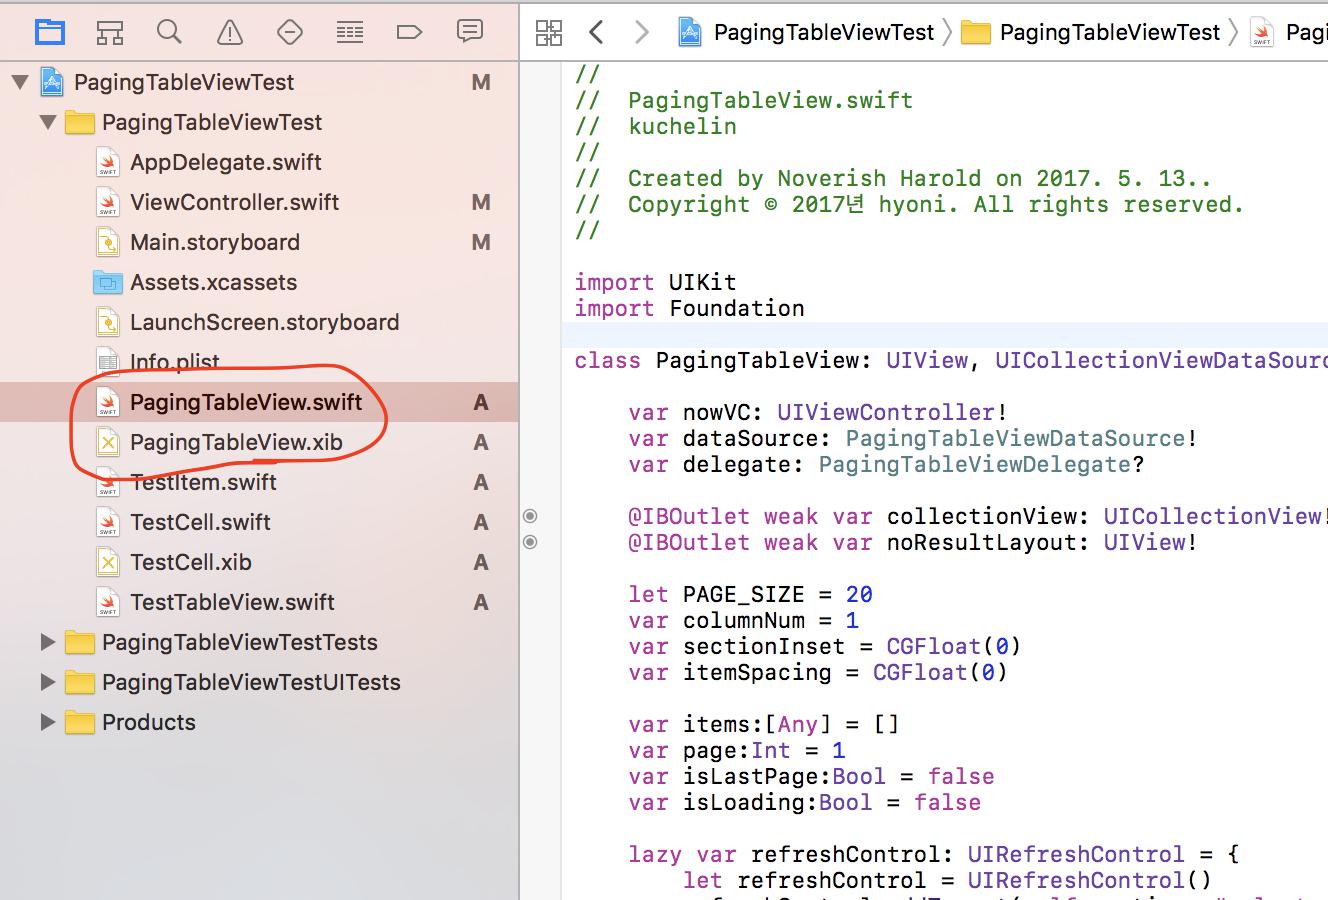 PagingTableViewTest
PagingTableViewTest
PagingTableViewTest M
PagingTableViewTest
AppDelegate.swift
ViewController.swift M
Main.storyboard M
Assets.xcassets
LaunchScreen.storyboard
Info.plist
PagingTableView.swift A
PagingTableView.xib A
TestItem.swift A
TestCell.swift A
TestCell.xib A
TestTableView.swift A
PagingTableViewTestTests
PagingTableViewTestUITests
Products
//
//  PagingTableView.swift
//  kuchelin
//
//  Created by Noverish Harold on 2017. 5. 13..
//  Copyright © 2017년 hyoni. All rights reserved.
//
import UIKit
import Foundation
class PagingTableView: UIView, UICollectionViewDataSourc
var nowVC: UIViewController!
var dataSource: PagingTableViewDataSource!
var delegate: PagingTableViewDelegate?
@IBOutlet weak var collectionView: UICollectionView!
@IBOutlet weak var noResultLayout: UIView!
let PAGE_SIZE = 20
var columnNum = 1
var sectionInset = CGFloat(0)
var itemSpacing = CGFloat(0)
var items:[Any] = []
var page:Int = 1
var isLastPage:Bool = false
var isLoading:Bool = false
lazy var refreshControl: UIRefreshControl = {
let refreshControl = UIRefreshControl()